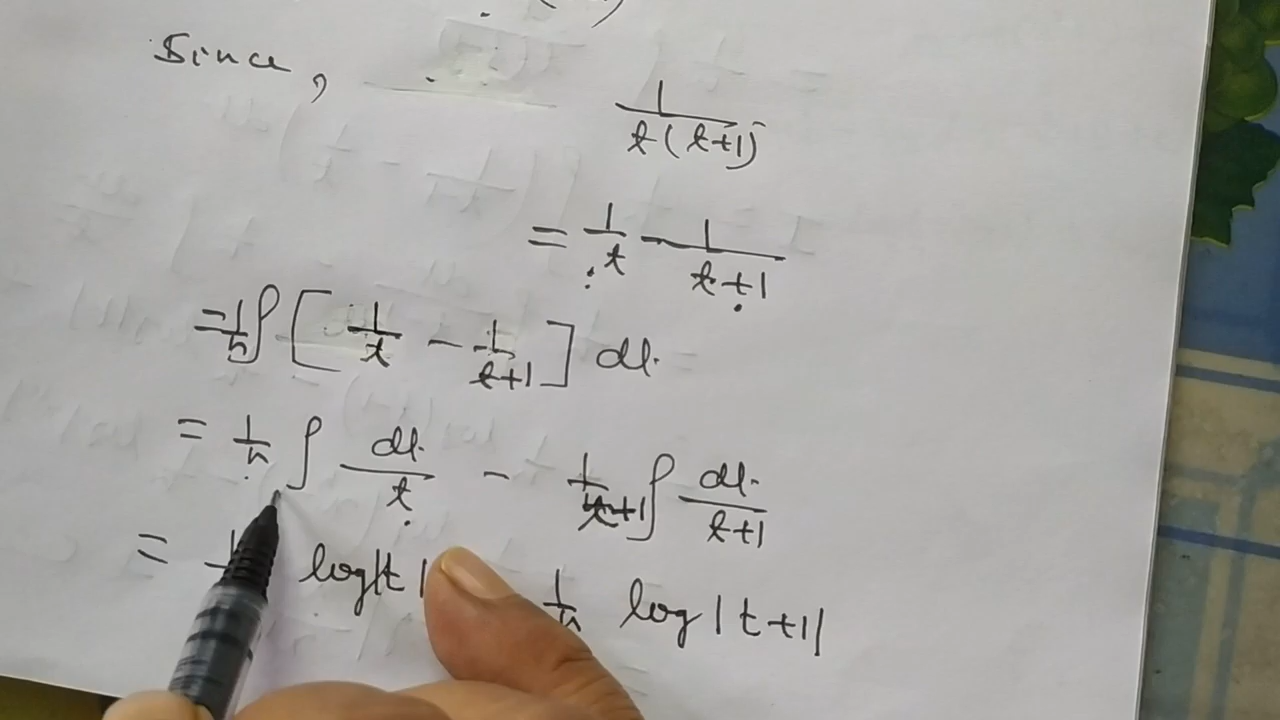 Since,
1/t(t+1)
= 1/t - 1/t+1
= 1/n ∫ [ 1/t - 1/t+1 ] dt.
= 1/n ∫ dt/t - 1/n ∫ dt/t+1
= 1 log|t| 1/n log|t+1|